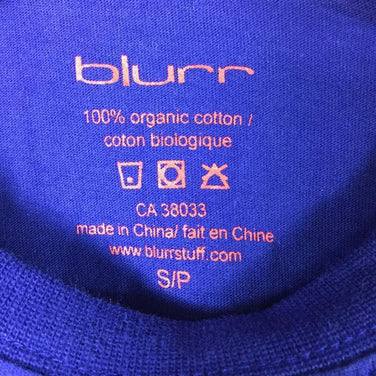 blurr
100% organic cotton /
coton biologique
CA 38033
made in China/ fait en Chine
www.blurrstuff.com
S/P